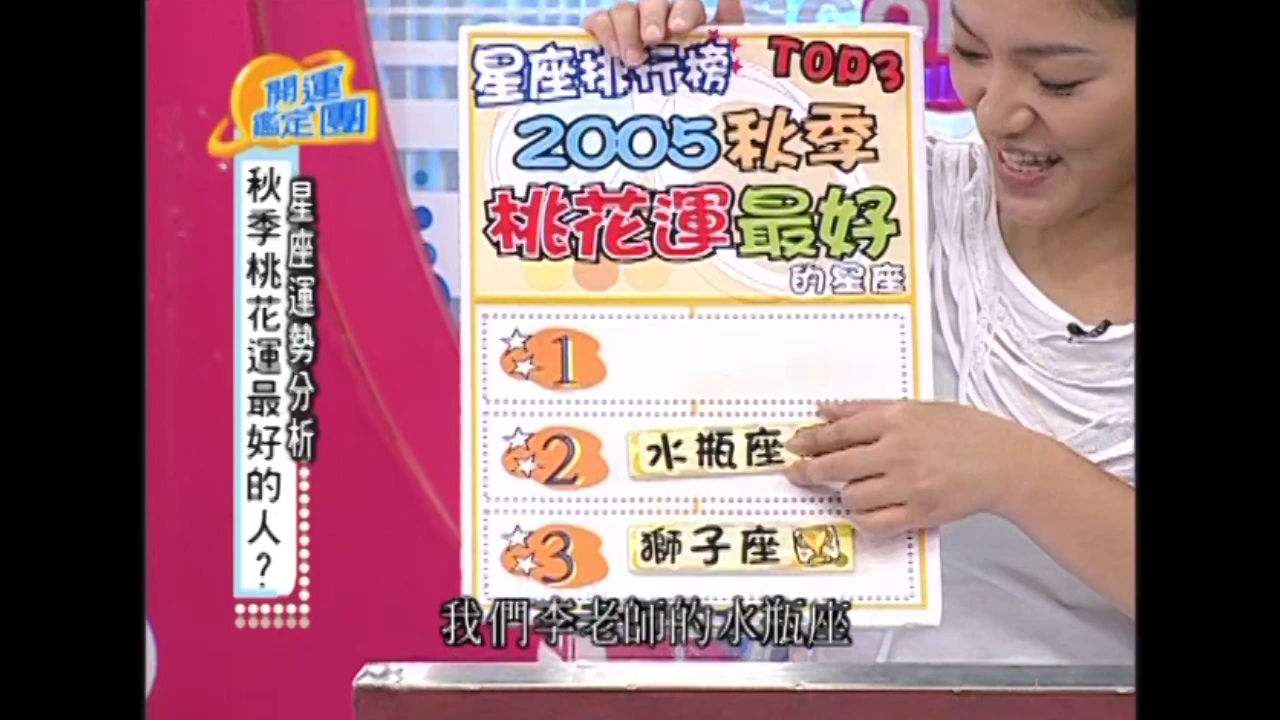 開運
鑑定團
星座運勢分析
秋季桃花運最好的人?
星座排行榜 TOP3
2005秋季
桃花運最好
的星座
1
2 水瓶座
3 獅子座
我們李老師的水瓶座